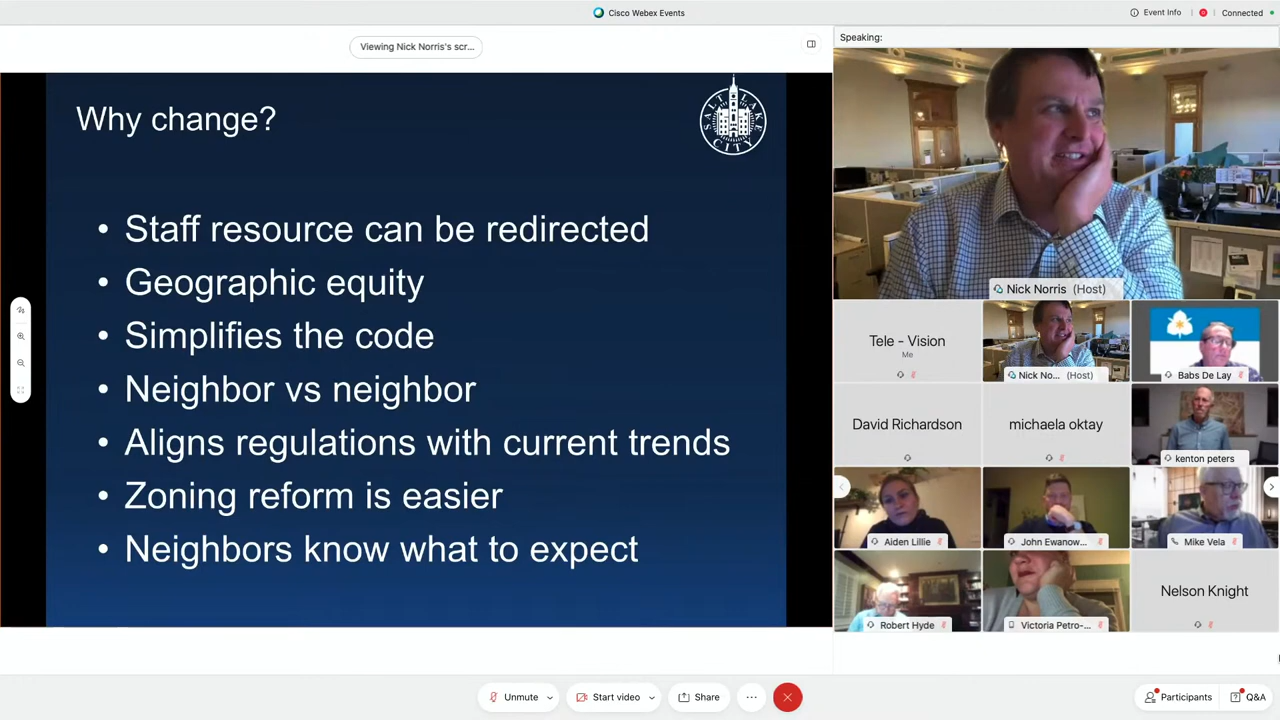 Cisco Webex Events
Event Info
Connected
Viewing Nick Norris's scr...
Speaking:
Why change?
SALT LAKE CITY
• Staff resource can be redirected
• Geographic equity
• Simplifies the code
• Neighbor vs neighbor
• Aligns regulations with current trends
• Zoning reform is easier
• Neighbors know what to expect
Nick Norris (Host)
Tele - Vision
Me
Nick No... (Host)
Babs De Lay
David Richardson
michaela oktay
kenton peters
Aiden Lillie
John Ewanow...
Mike Vela
Robert Hyde
Victoria Petro-...
Nelson Knight
Unmute
Start video
Share
Participants
Q&A